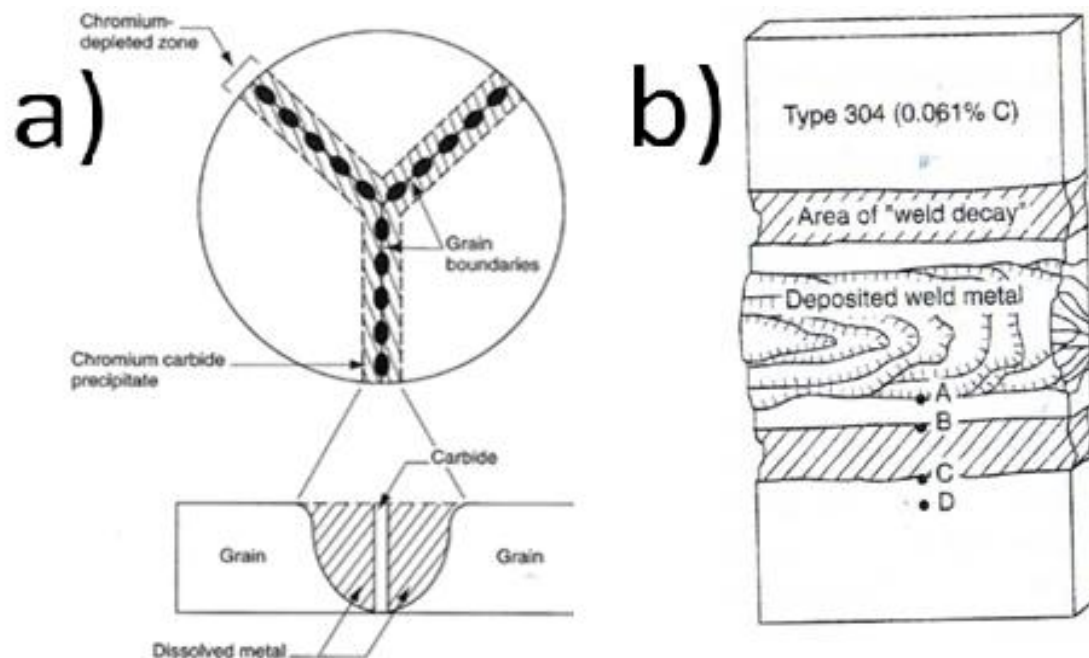 a)
Chromium-
depleted zone
Grain
boundaries
Chromium carbide
precipitate
Carbide
Grain
Grain
Dissolved metal
b)
Type 304 (0.061% C)
Area of "weld decay"
Deposited weld metal
A
B
C
D